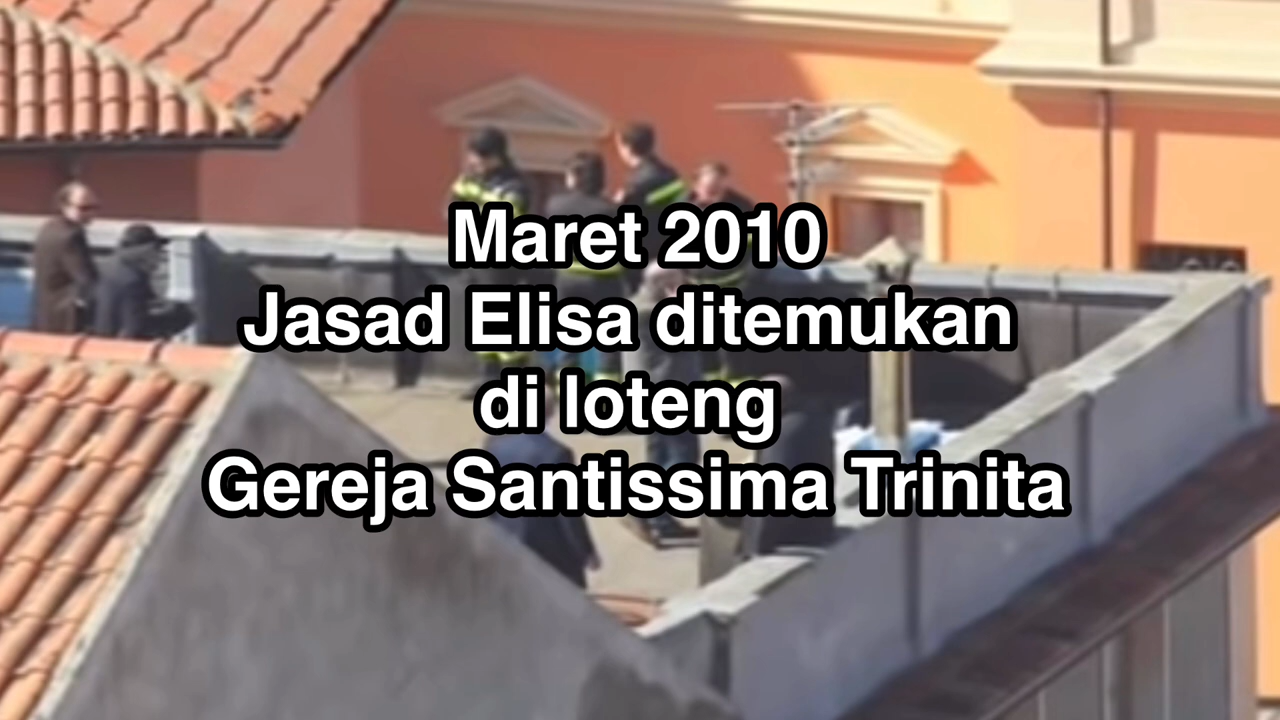 Maret 2010
Jasad Elisa ditemukan
di loteng
Gereja Santissima Trinita